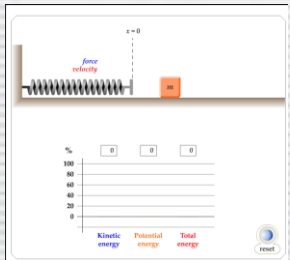 x = 0
force
velocity
m
% 0 0 0
100
80
60
40
20
0
Kinetic energy
Potential energy
Total energy
reset